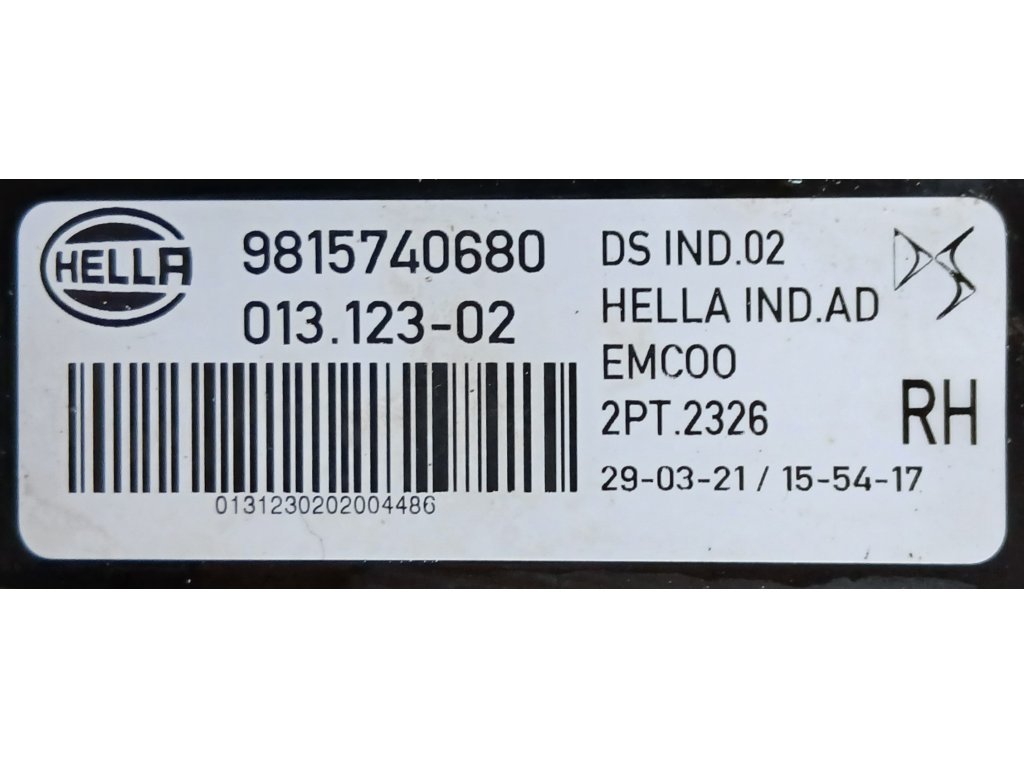 HELLA
9815740680
013.123-02
0131230202004486
DS IND.02
HELLA IND.AD
EMC00
2PT.2326
29-03-21 / 15-54-17
RH